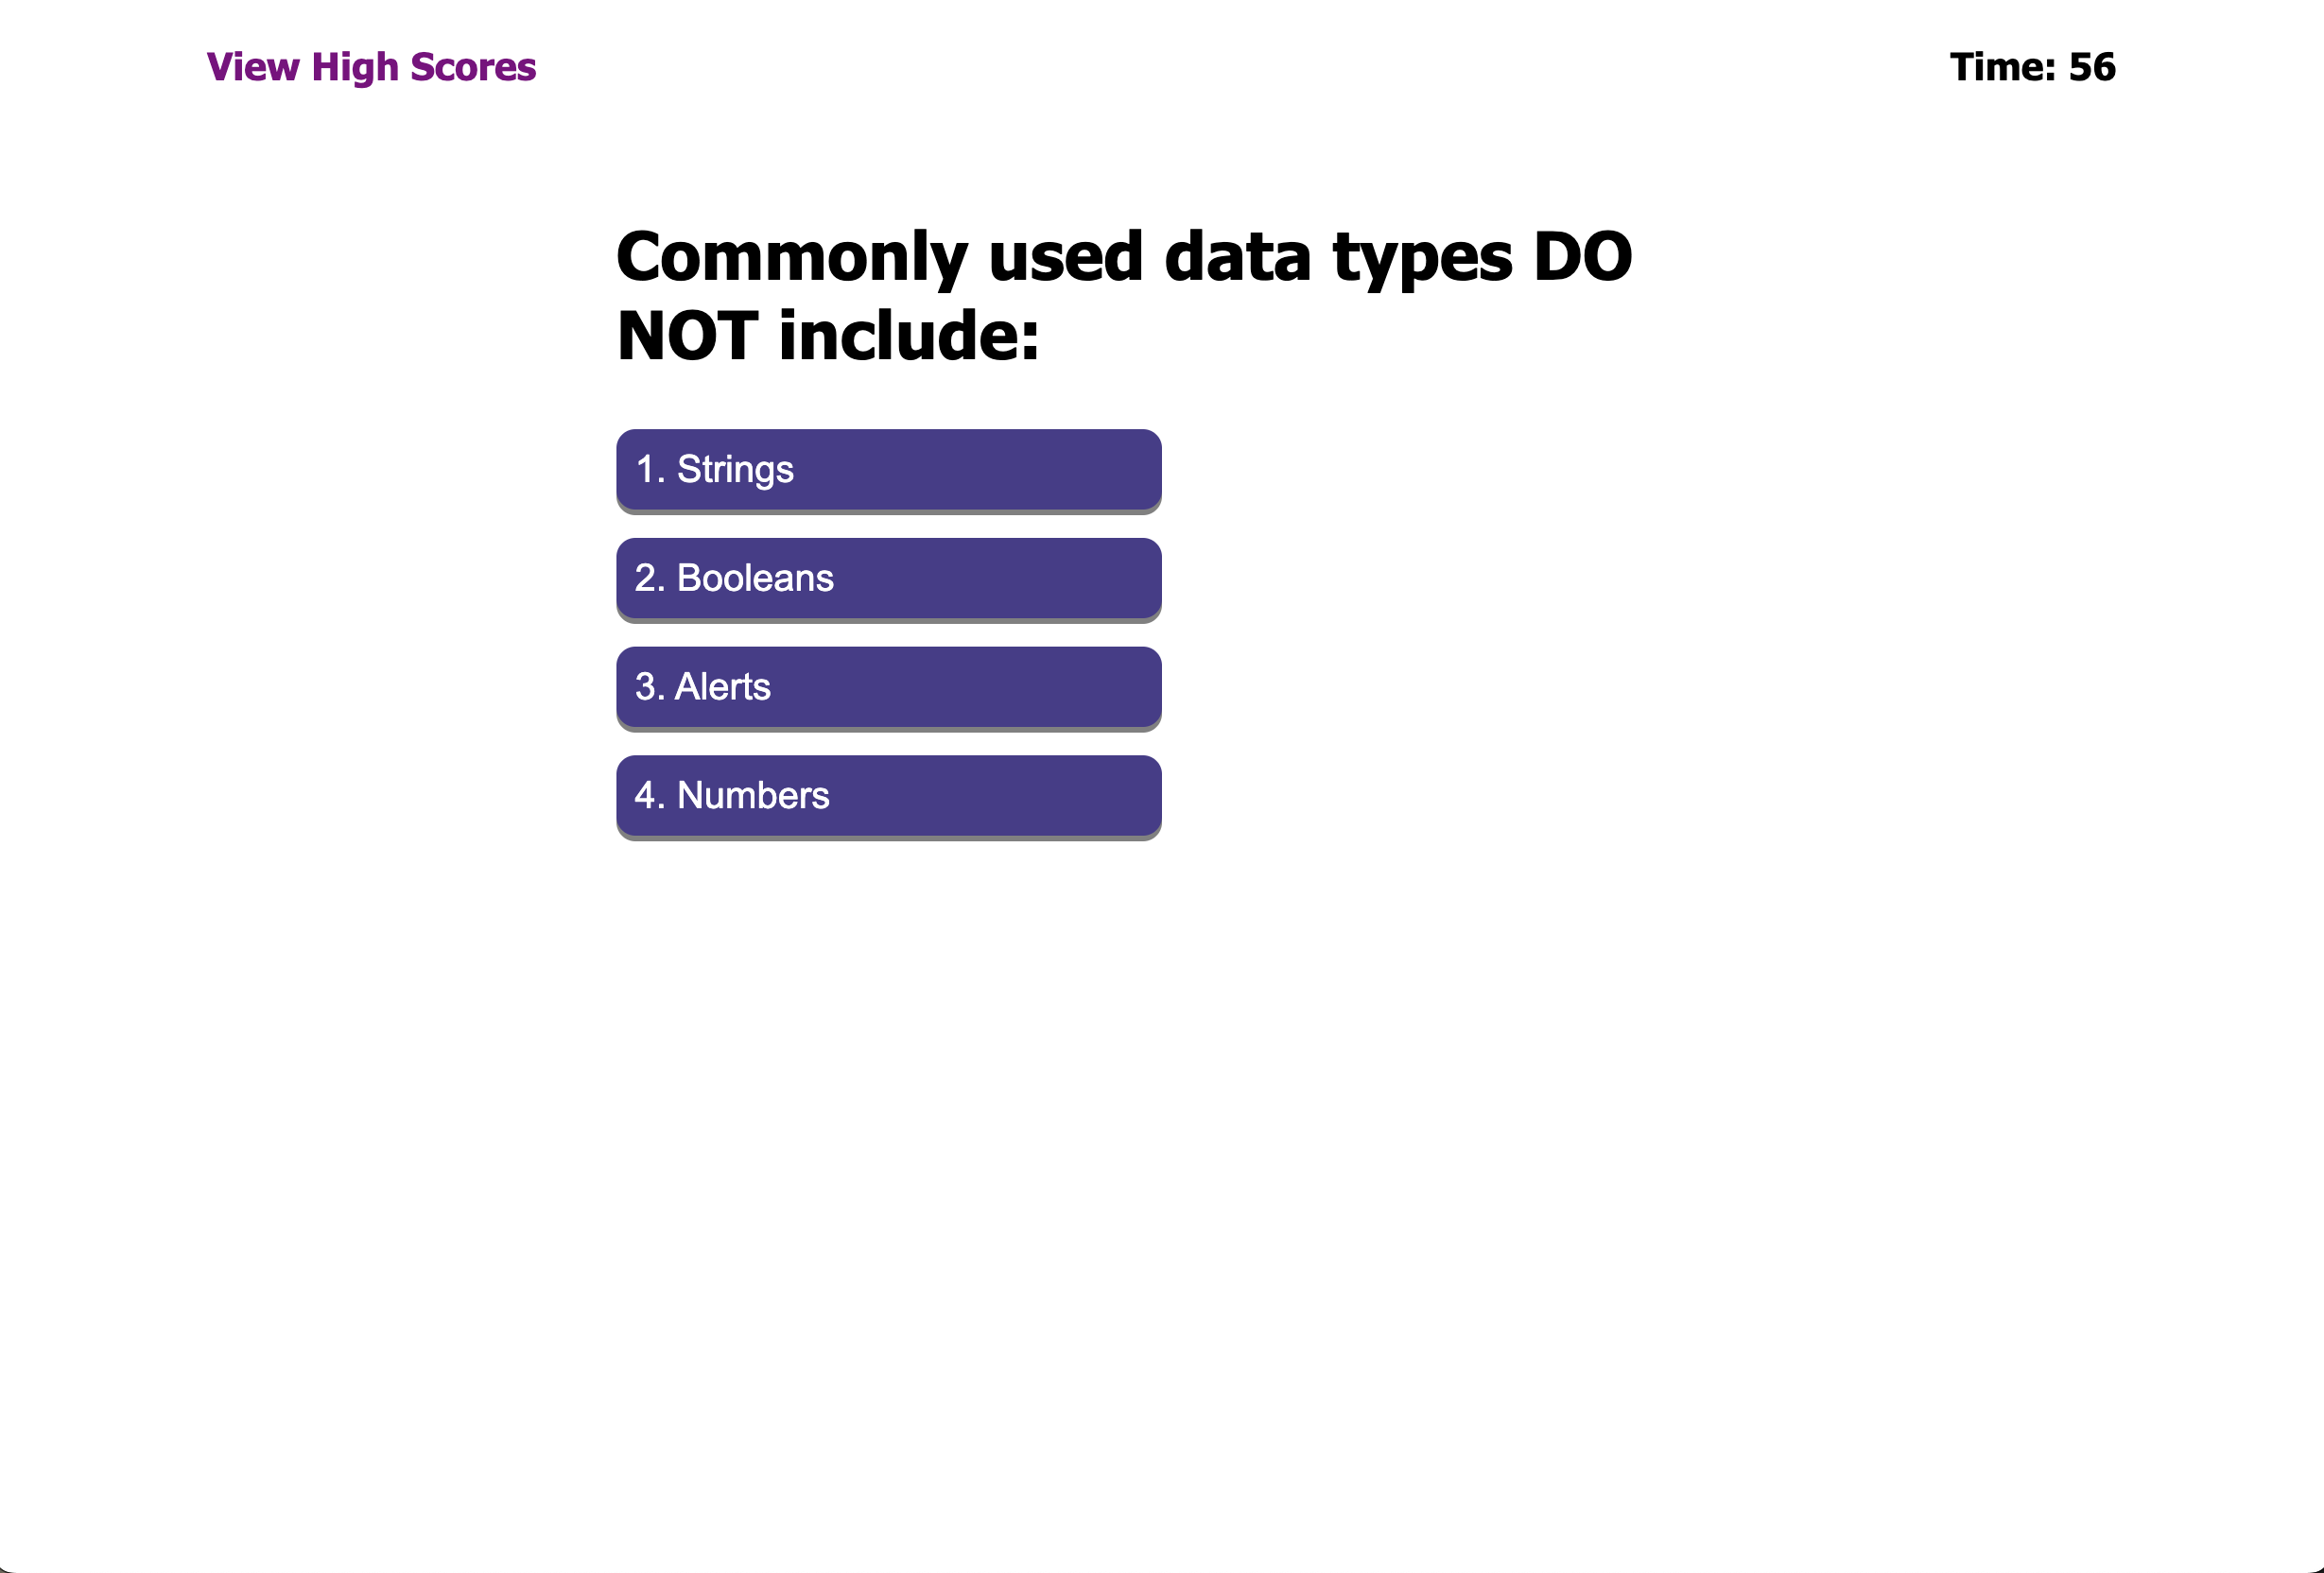 View High Scores
Time: 56
Commonly used data types DO
NOT include:
1. Strings
2. Booleans
3. Alerts
4. Numbers